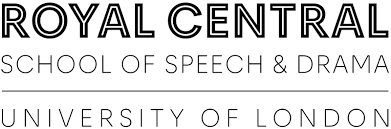 ROYAL CENTRAL
SCHOOL OF SPEECH & DRAMA
UNIVERSITY OF LONDON